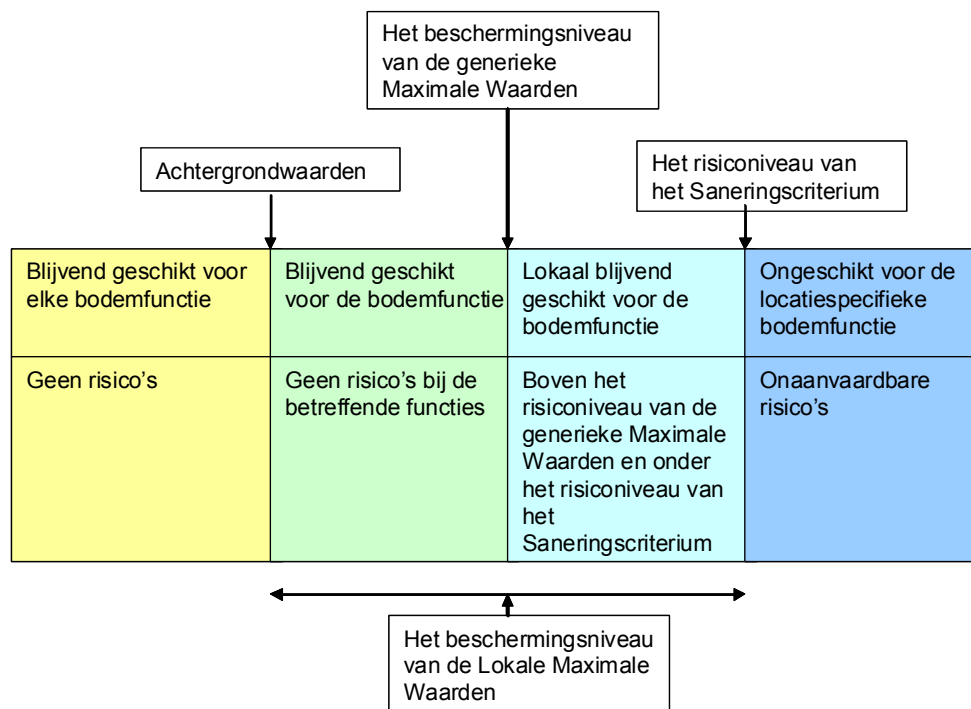 Het beschermingsniveau
van de generieke
Maximale Waarden
Achtergrondwaarden
Het risiconiveau van
het Saneringscriterium
Blijvend geschikt voor
elke bodemfunctie
Blijvend geschikt
voor de bodemfunctie
Lokaal blijvend
geschikt voor de
bodemfunctie
Ongeschikt voor de
locatiespecifieke
bodemfunctie
Geen risico's
Geen risico's bij de
betreffende functies
Boven het
risiconiveau van de
generieke Maximale
Waarden en onder
het risiconiveau van
het
Saneringscriterium
Onaanvaardbare
risico's
Het beschermingsniveau
van de Lokale Maximale
Waarden